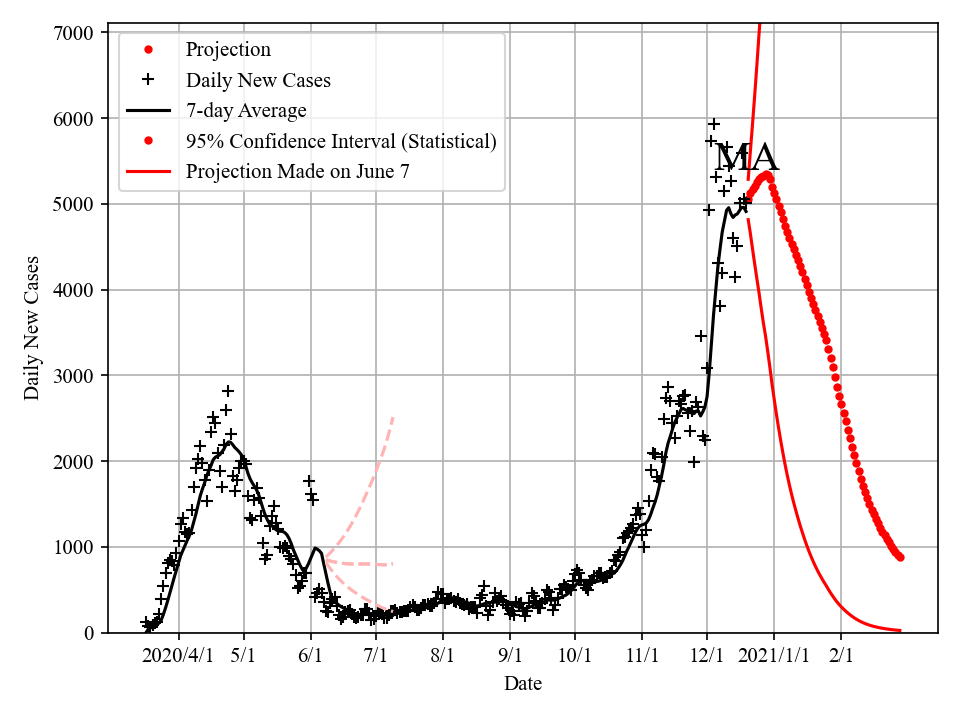 7000
6000
5000
4000
3000
2000
1000
0
Daily New Cases
Projection
Daily New Cases
7-day Average
95% Confidence Interval (Statistical)
Projection Made on June 7
MA
2020/4/1 5/1 6/1 7/1 8/1 9/1 10/1 11/1 12/1 2021/1/1 2/1
Date